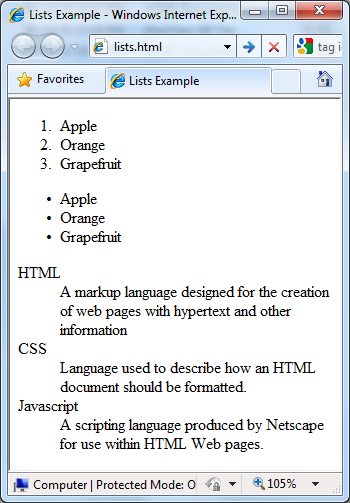 Lists Example - Windows Internet Exp...
lists.html
tag i
Favorites
Lists Example
1. Apple
2. Orange
3. Grapefruit
• Apple
• Orange
• Grapefruit
HTML
A markup language designed for the creation
of web pages with hypertext and other
information
CSS
Language used to describe how an HTML
document should be formatted.
Javascript
A scripting language produced by Netscape
for use within HTML Web pages.
Computer | Protected Mode: O
105%